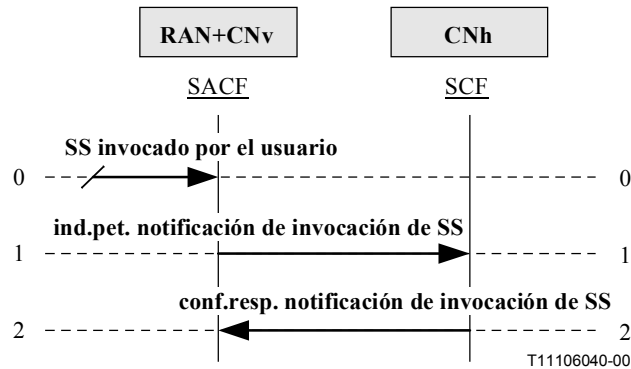 RAN+CNv CNh
SACF SCF
SS invocado por el usuario
0 0
ind.pet. notificación de invocación de SS
1 1
conf.resp. notificación de invocación de SS
2 2
T11106040-00